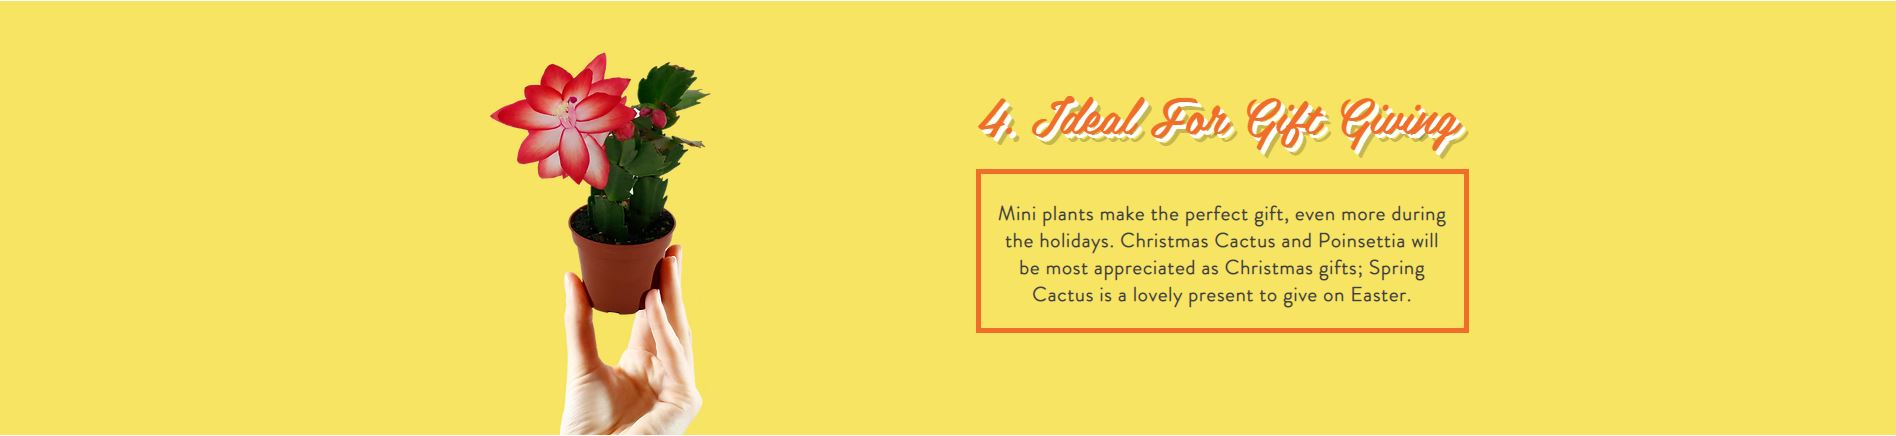 4. Ideal For Gift Giving
Mini plants make the perfect gift, even more during
the holidays. Christmas Cactus and Poinsettia will
be most appreciated as Christmas gifts; Spring
Cactus is a lovely present to give on Easter.